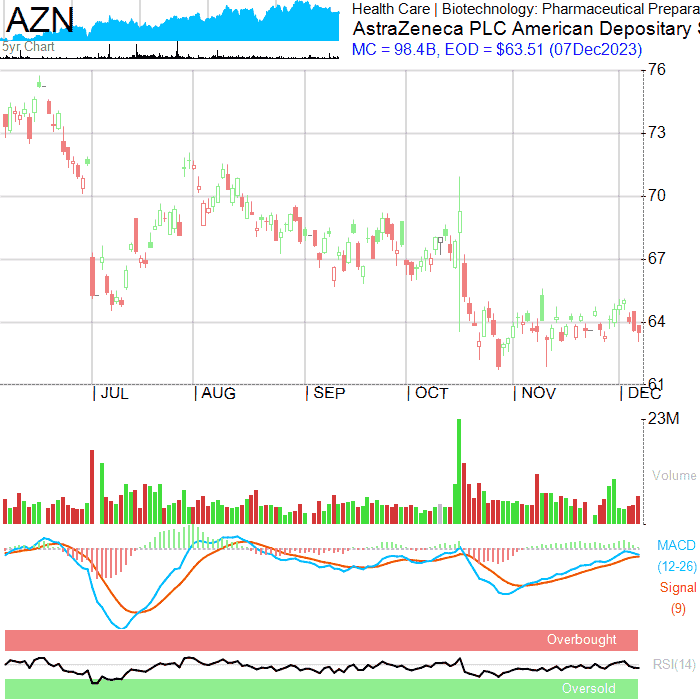 AZN
5yr Chart
Health Care | Biotechnology: Pharmaceutical Prepara
AstraZeneca PLC American Depositary S
MC = 98.4B, EOD = $63.51 (07Dec2023)
76
73
70
67
64
61
JUL AUG SEP OCT NOV DEC
23M
Volume
MACD
(12-26)
Signal
(9)
Overbought
RSI(14)
Oversold